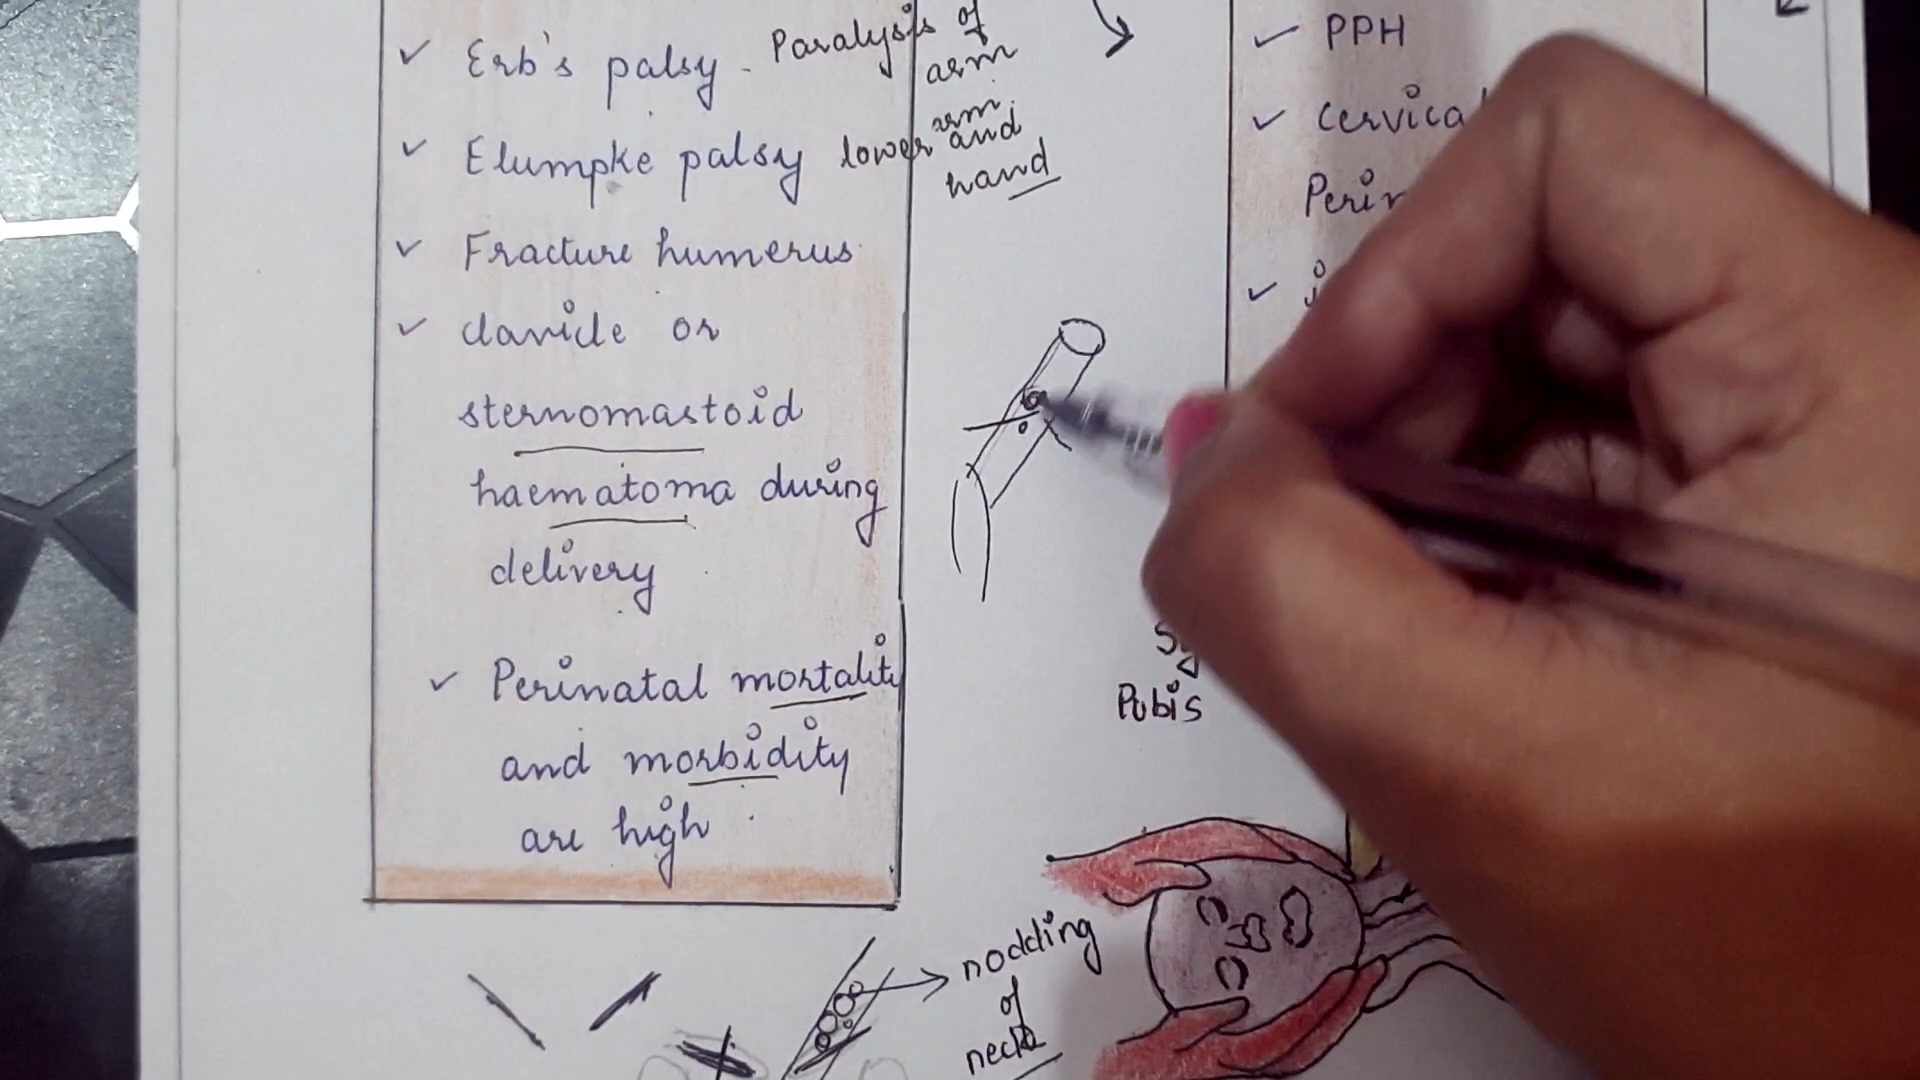 Erb's palsy - Paralysis of
arm
Elumpke palsy lower arm
and
hand
Fracture humerus
clavicle or
sternomastoid
haematoma during
delivery
Perinatal mortality
and morbidity
are high
PPH
cervical
Perin
Pubis
nodding
of
neck